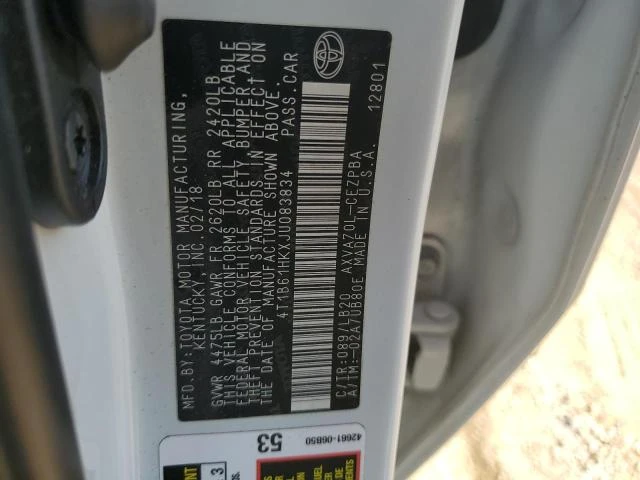 MFD.BY:TOYOTA MOTOR MANUFACTURING,
KENTUCKY, INC.02/18
GVWR 4475LB GAWR FR 2620LB RR 2420LB
THIS VEHICLE CONFORMS TO ALL APPLICABLE
FEDERAL MOTOR VEHICLE SAFETY, BUMPER,AND
THEFT PREVENTION STANDARDS IN EFFECT ON
THE DATE OF MANUFACTURE SHOWN ABOVE.
4T1B61HKXJU083834 PASS.CAR
C/TR:089/LB20 AXVA70L-CEZPBA
A/TM:-02A/UB80E MADE IN U.S.A. 12801
53
42661-06B50